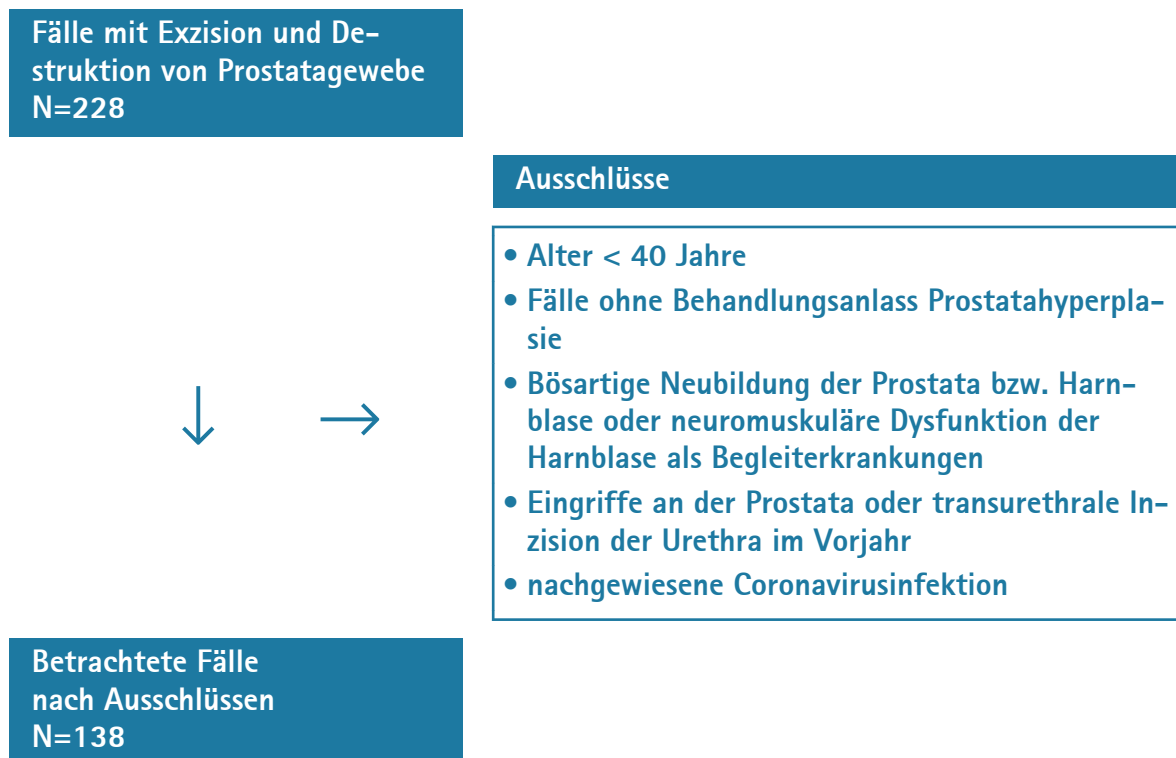 Fälle mit Exzision und De-
struktion von Prostatagewebe
N=228
Ausschlüsse
• Alter < 40 Jahre
• Fälle ohne Behandlungsanlass Prostatahyperpla-
sie
• Bösartige Neubildung der Prostata bzw. Harn-
blase oder neuromuskuläre Dysfunktion der
Harnblase als Begleiterkrankungen
• Eingriffe an der Prostata oder transurethrale In-
zision der Urethra im Vorjahr
• nachgewiesene Coronavirusinfektion
Betrachtete Fälle
nach Ausschlüssen
N=138